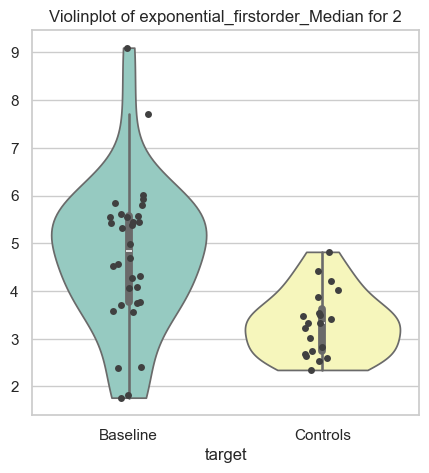 Violinplot of exponential_firstorder_Median for 2
9
8
7
6
5
4
3
2
Baseline
Controls
target